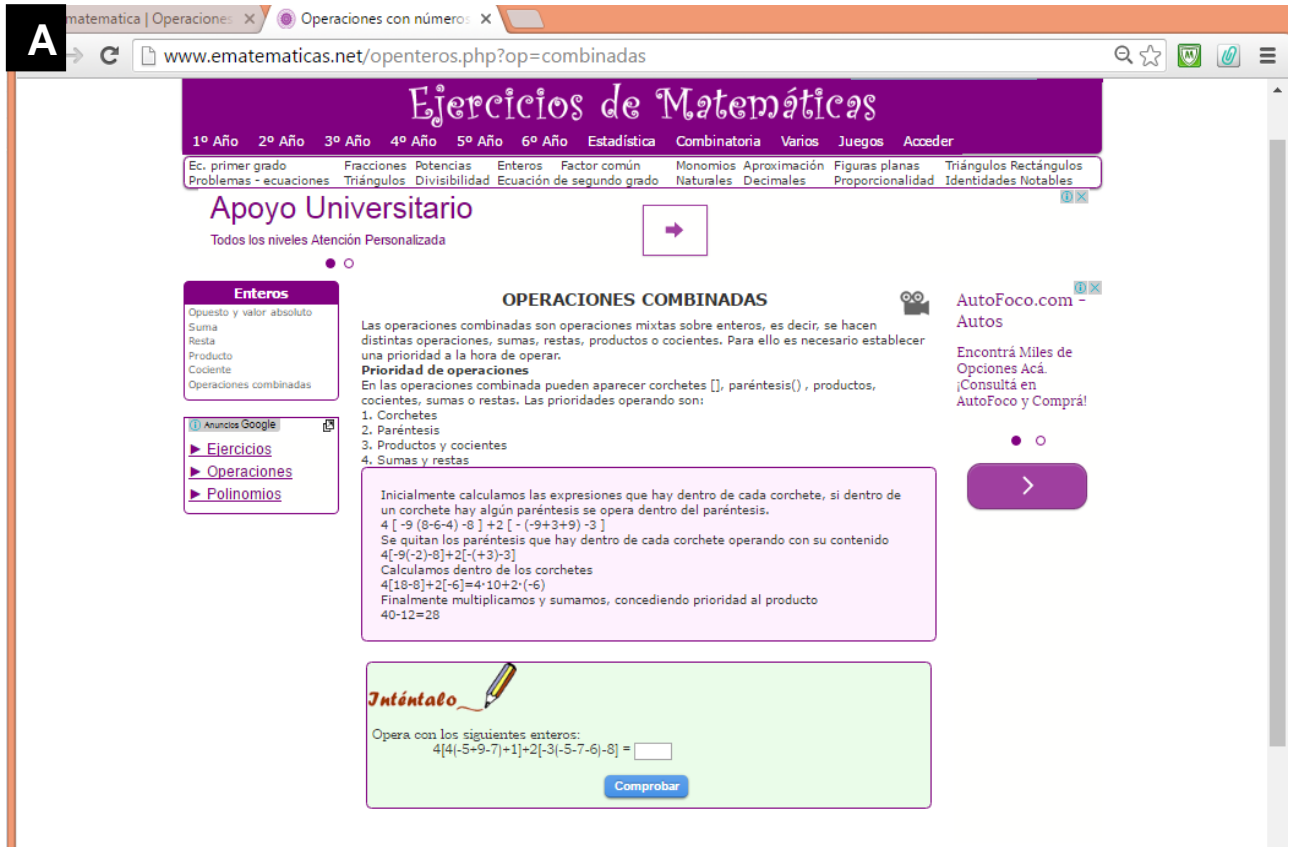 A
matematica | Operaciones
Operaciones con números
www.ematematicas.net/openteros.php?op=combinadas
Ejercicios de Matemáticas
1º Año 2º Año 3º Año 4º Año 5º Año 6º Año Estadística Combinatoria Varios Juegos Acceder
Ec. primer grado Fracciones Potencias Enteros Factor común Monomios Aproximación Figuras planas Triángulos Rectángulos
Problemas - ecuaciones Triángulos Divisibilidad Ecuación de segundo grado Naturales Decimales Proporcionalidad Identidades Notables
Apoyo Universitario
Todos los niveles Atención Personalizada
Enteros
Opuesto y valor absoluto
Suma
Resta
Producto
Cociente
Operaciones combinadas
Anuncios Google
► Ejercicios
► Operaciones
► Polinomios
OPERACIONES COMBINADAS
Las operaciones combinadas son operaciones mixtas sobre enteros, es decir, se hacen
distintas operaciones, sumas, restas, productos o cocientes. Para ello es necesario establecer
una prioridad a la hora de operar.
Prioridad de operaciones
En las operaciones combinada pueden aparecer corchetes [], paréntesis() , productos,
cocientes, sumas o restas. Las prioridades operando son:
1. Corchetes
2. Paréntesis
3. Productos y cocientes
4. Sumas y restas
Inicialmente calculamos las expresiones que hay dentro de cada corchete, si dentro de
un corchete hay algún paréntesis se opera dentro del paréntesis.
4 [ -9 (8-6-4) -8 ] +2 [ - (-9+3+9) -3 ]
Se quitan los paréntesis que hay dentro de cada corchete operando con su contenido
4[-9(-2)-8]+2[-(+3)-3]
Calculamos dentro de los corchetes
4[18-8]+2[-6]=4·10+2·(-6)
Finalmente multiplicamos y sumamos, concediendo prioridad al producto
40-12=28
Inténtalo
Opera con los siguientes enteros:
4[4(-5+9-7)+1]+2[-3(-5-7-6)-8] =
Comprobar
AutoFoco.com -
Autos
Encontrá Miles de
Opciones Acá.
¡Consultá en
AutoFoco y Comprá!